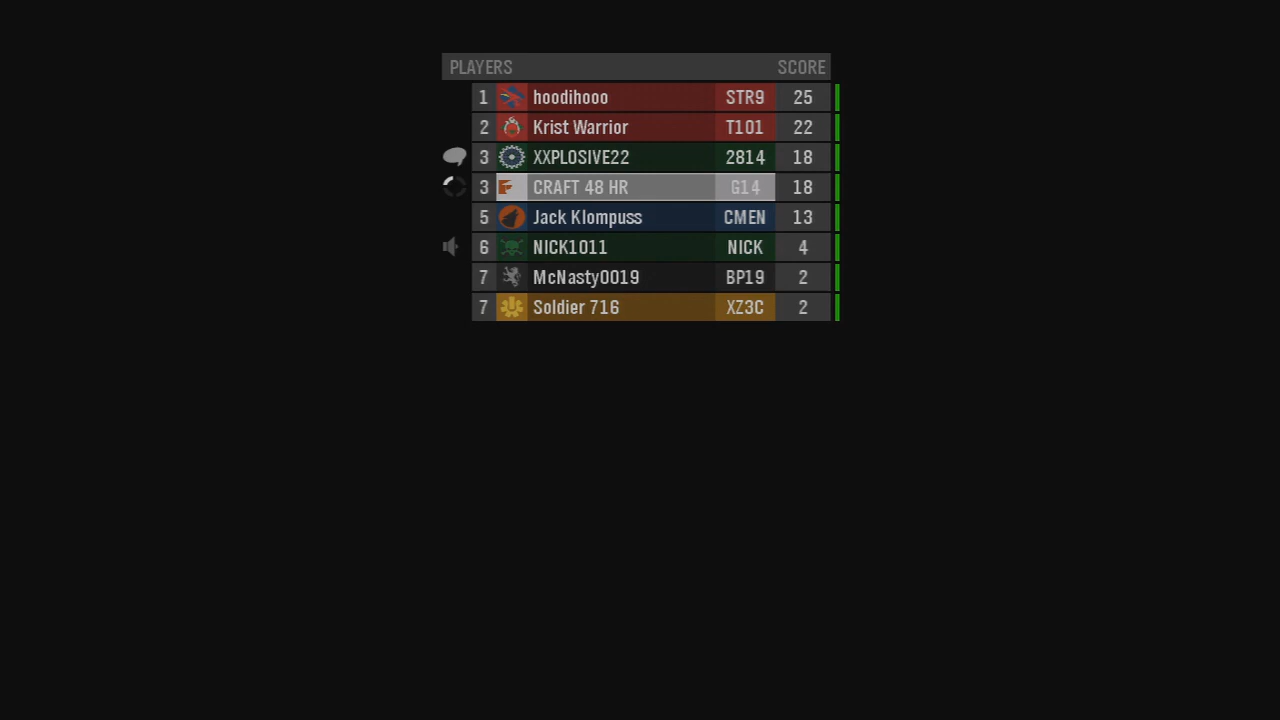 PLAYERS SCORE
1 hoodihooo STR9 25
2 Krist Warrior T101 22
3 XXPLOSIVE22 2814 18
3 CRAFT 48 HR G14 18
5 Jack Klompuss CMEN 13
6 NICK1011 NICK 4
7 McNasty0019 BP19 2
7 Soldier 716 XZ3C 2